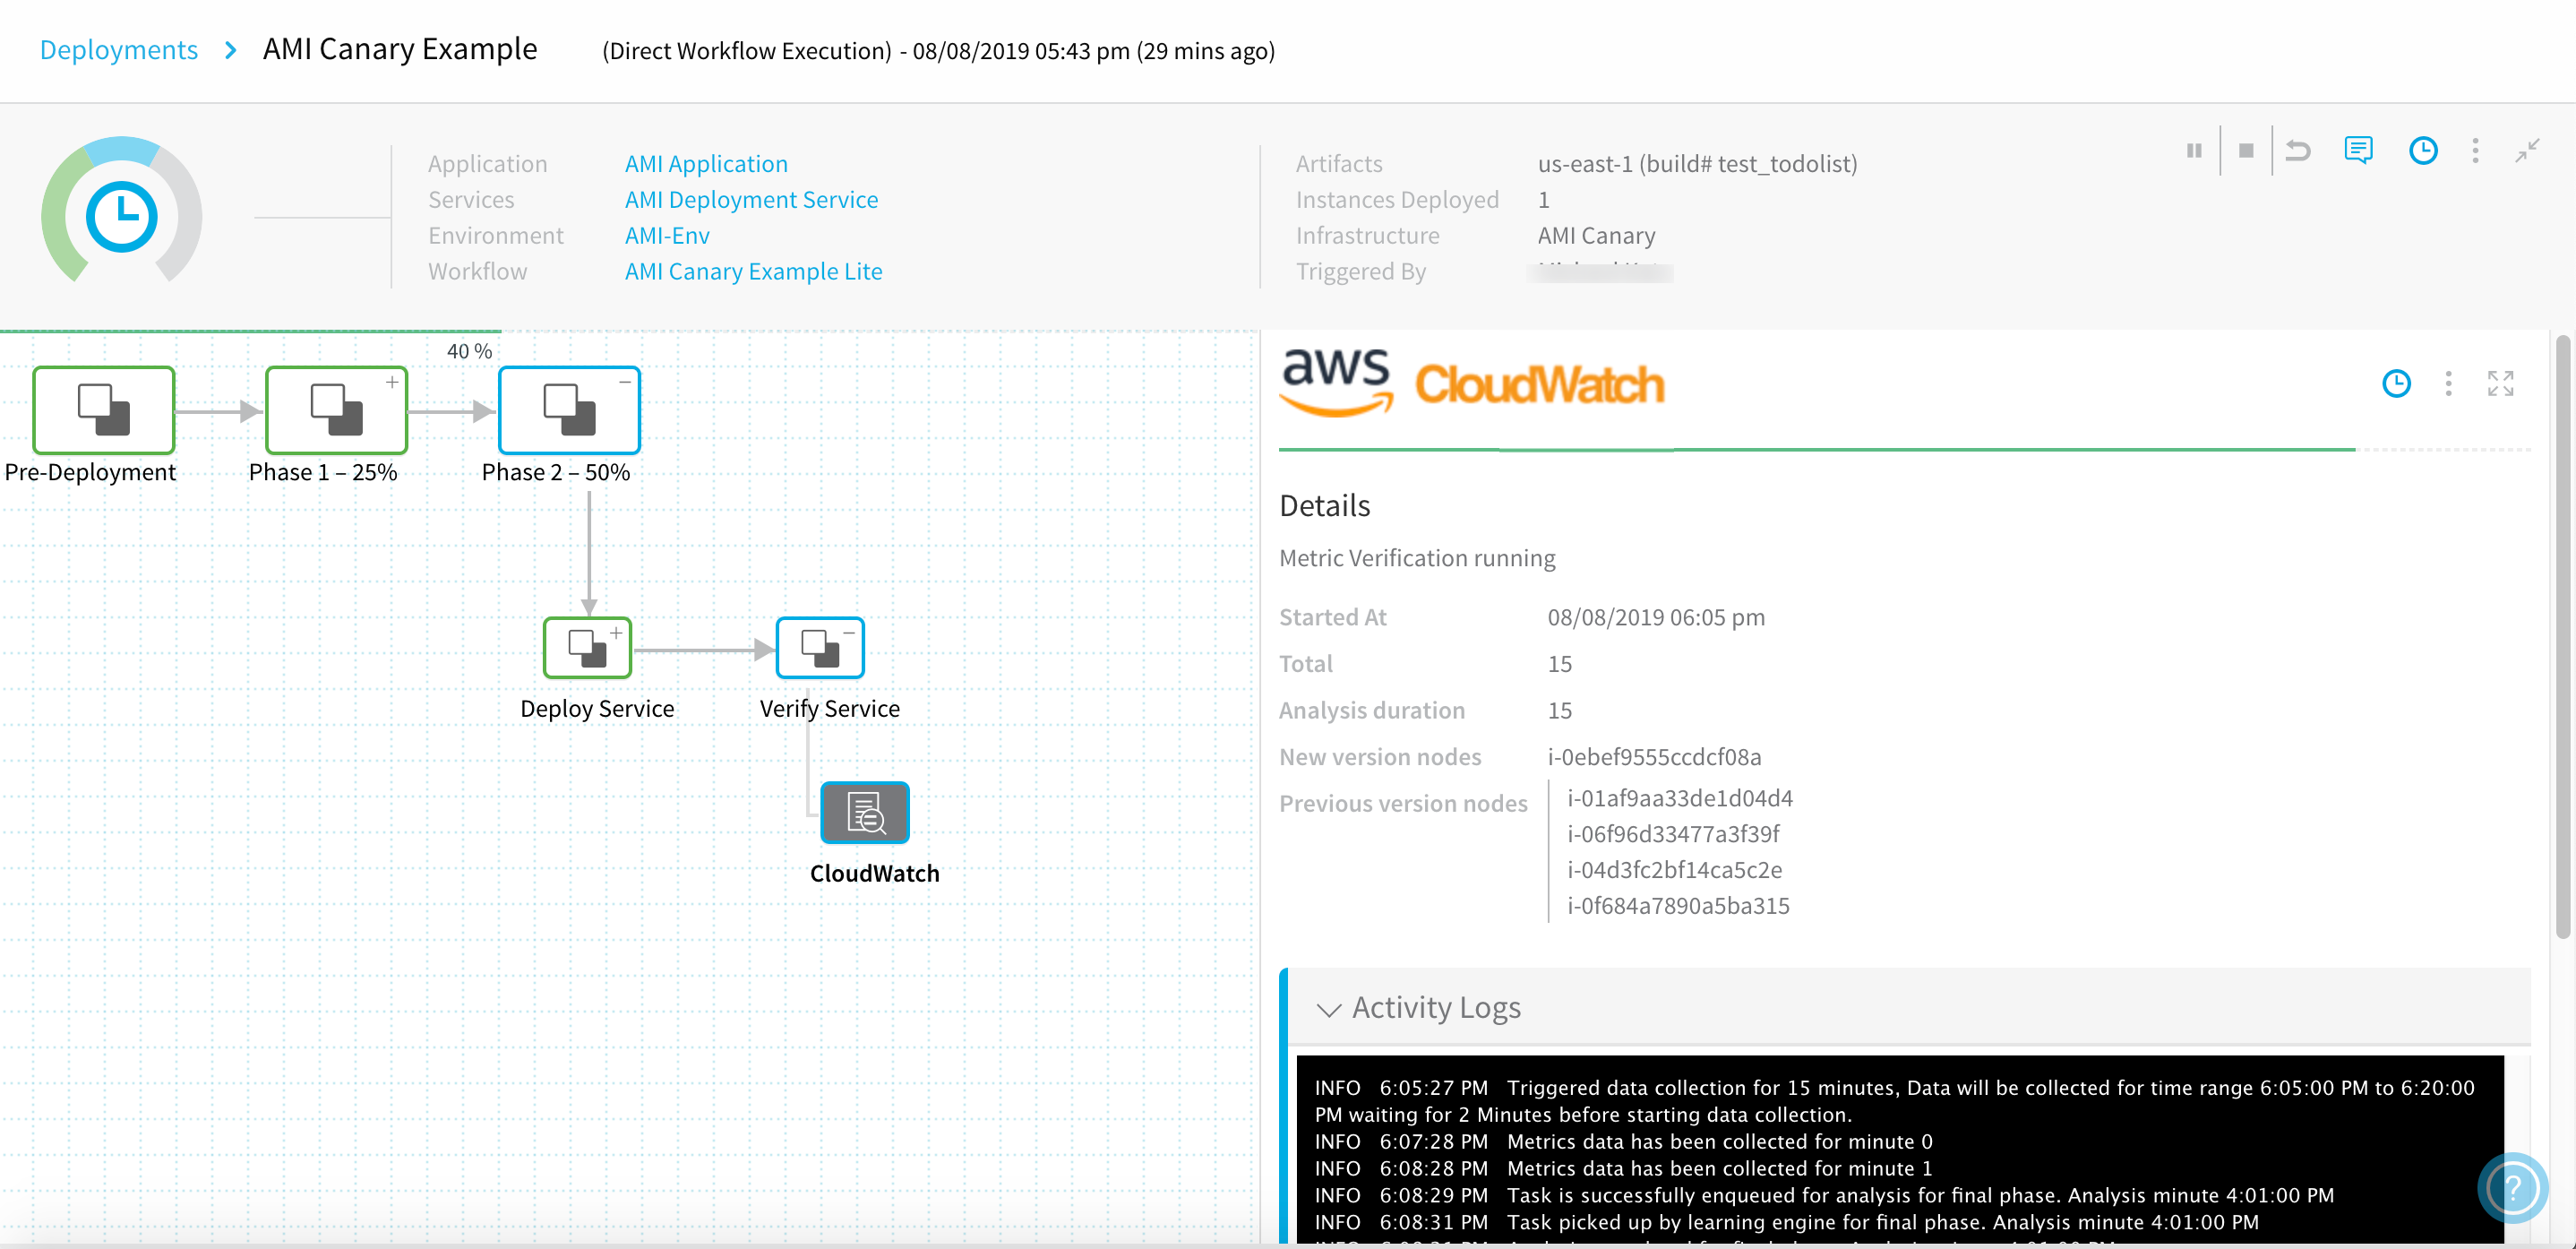 Deployments > AMI Canary Example (Direct Workflow Execution) - 08/08/2019 05:43 pm (29 mins ago)
Application AMI Application
Services AMI Deployment Service
Environment AMI-Env
Workflow AMI Canary Example Lite
Artifacts us-east-1 (build# test_todolist)
Instances Deployed 1
Infrastructure AMI Canary
Triggered By
40 %
Pre-Deployment
Phase 1 – 25%
Phase 2 – 50%
Deploy Service
Verify Service
CloudWatch
aws CloudWatch
Details
Metric Verification running
Started At 08/08/2019 06:05 pm
Total 15
Analysis duration 15
New version nodes i-0ebef9555ccdcf08a
Previous version nodes i-01af9aa33de1d04d4
i-06f96d33477a3f39f
i-04d3fc2bf14ca5c2e
i-0f684a7890a5ba315
Activity Logs
INFO 6:05:27 PM Triggered data collection for 15 minutes, Data will be collected for time range 6:05:00 PM to 6:20:00
PM waiting for 2 Minutes before starting data collection.
INFO 6:07:28 PM Metrics data has been collected for minute 0
INFO 6:08:28 PM Metrics data has been collected for minute 1
INFO 6:08:29 PM Task is successfully enqueued for analysis for final phase. Analysis minute 4:01:00 PM
INFO 6:08:31 PM Task picked up by learning engine for final phase. Analysis minute 4:01:00 PM
?